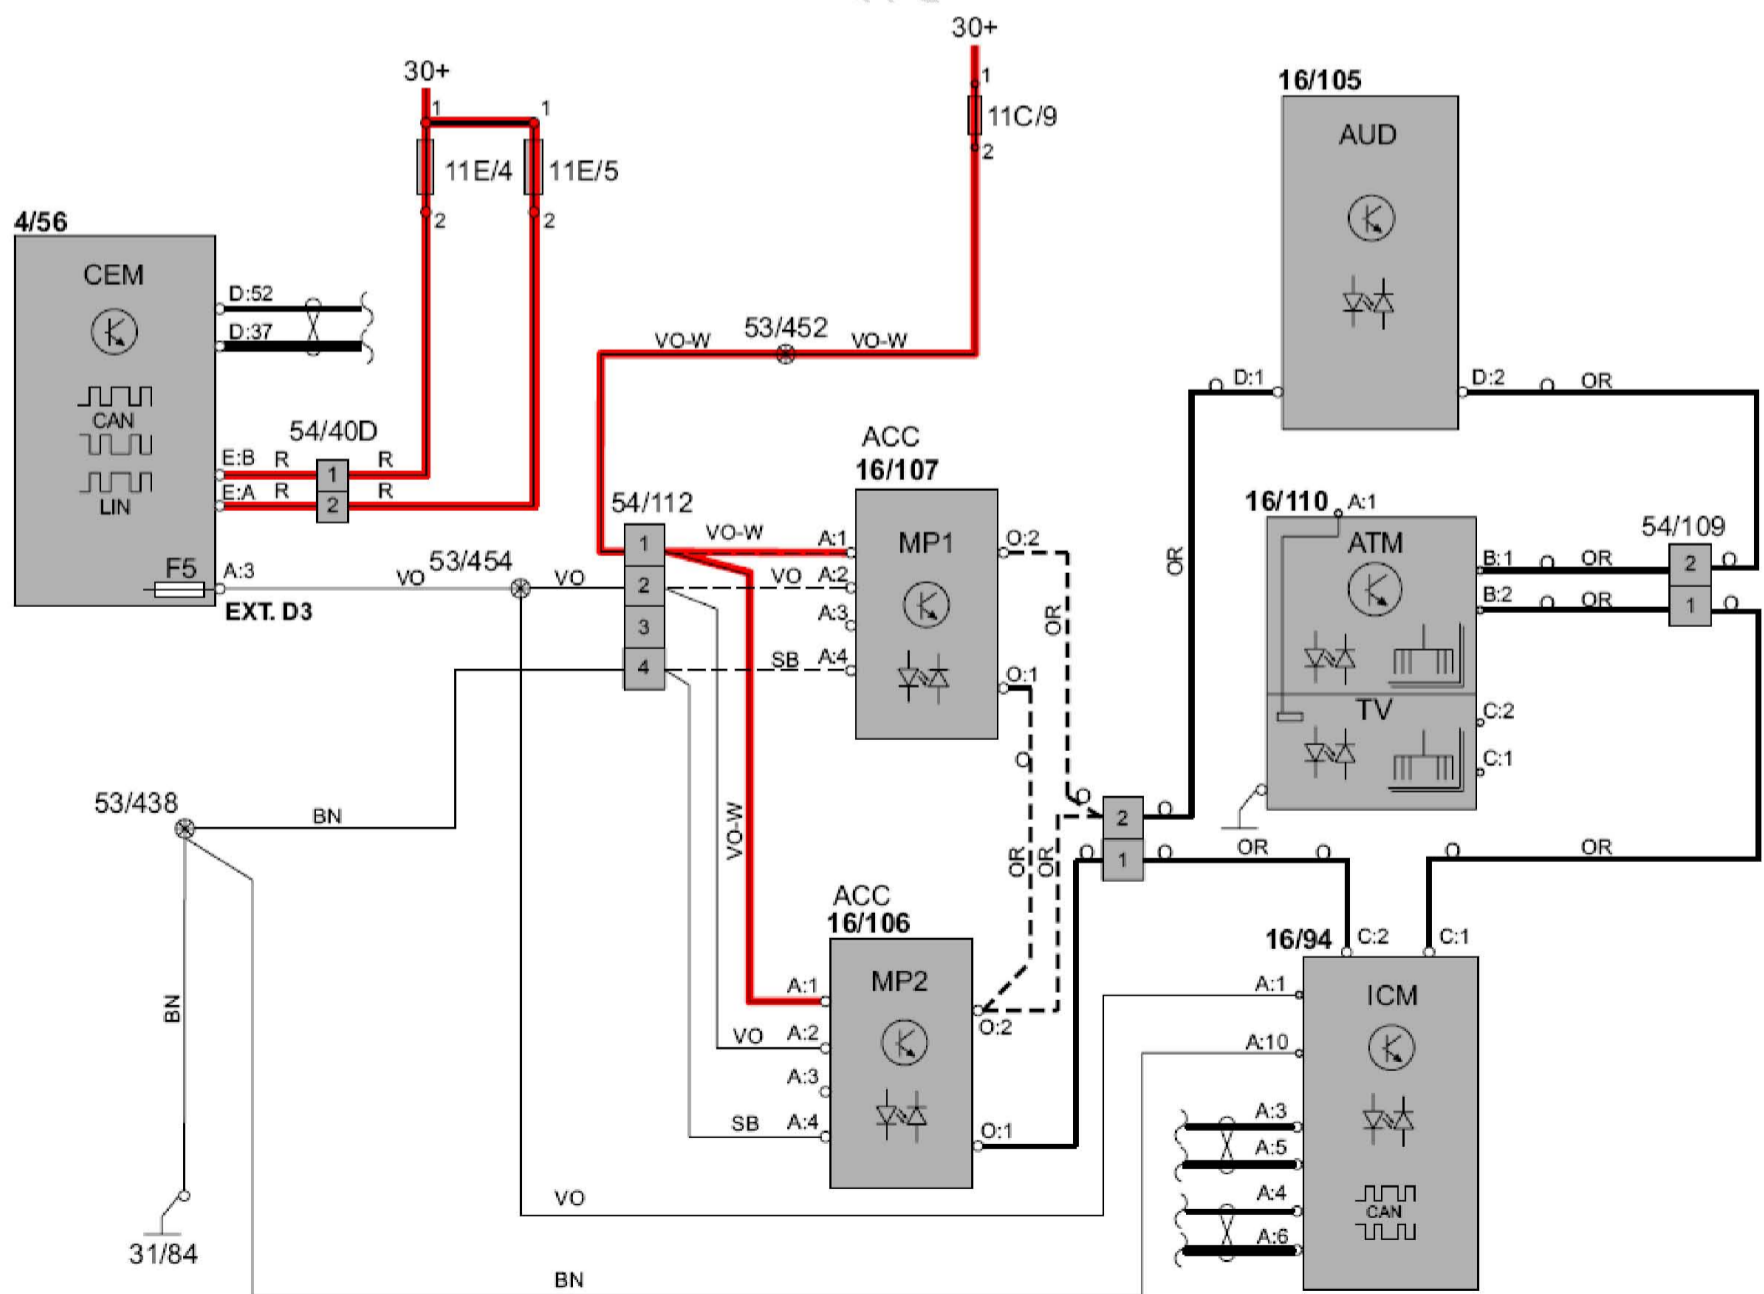 30+
30+
1
11C/9
2
16/105
AUD
1
1
11E/4
11E/5
2
2
4/56
CEM
D:52
D:37
CAN
LIN
54/40D
E:B
R
1
R
E:A
R
2
R
F5
A:3
EXT. D3
VO
53/454
VO
VO-W
53/452
VO-W
D:1
D:2
OR
ACC
16/107
54/112
1
2
3
4
VO-W
A:1
VO
A:2
A:3
SB
A:4
MP1
O:2
O:1
OR
OR
16/110
A:1
ATM
TV
54/109
B:1
OR
2
B:2
OR
1
C:2
C:1
53/438
BN
VO-W
OR
OR
2
1
OR
OR
ACC
16/106
MP2
A:1
VO
A:2
A:3
SB
A:4
O:2
O:1
16/94
C:2
C:1
ICM
A:1
A:10
A:3
A:5
A:4
A:6
CAN
BN
31/84
VO
BN